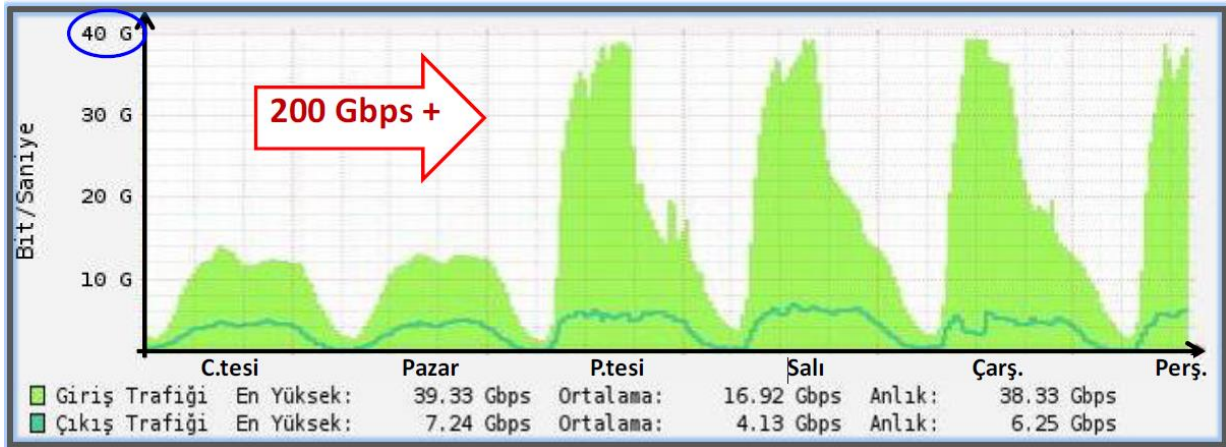 40 G
200 Gbps +
30 G
20 G
10 G
Bit/Saniye
C.tesi Pazar P.tesi Salı Çarş. Perş.
Giriş Trafiği En Yüksek: 39.33 Gbps Ortalama: 16.92 Gbps Anlık: 38.33 Gbps
Çıkış Trafiği En Yüksek: 7.24 Gbps Ortalama: 4.13 Gbps Anlık: 6.25 Gbps